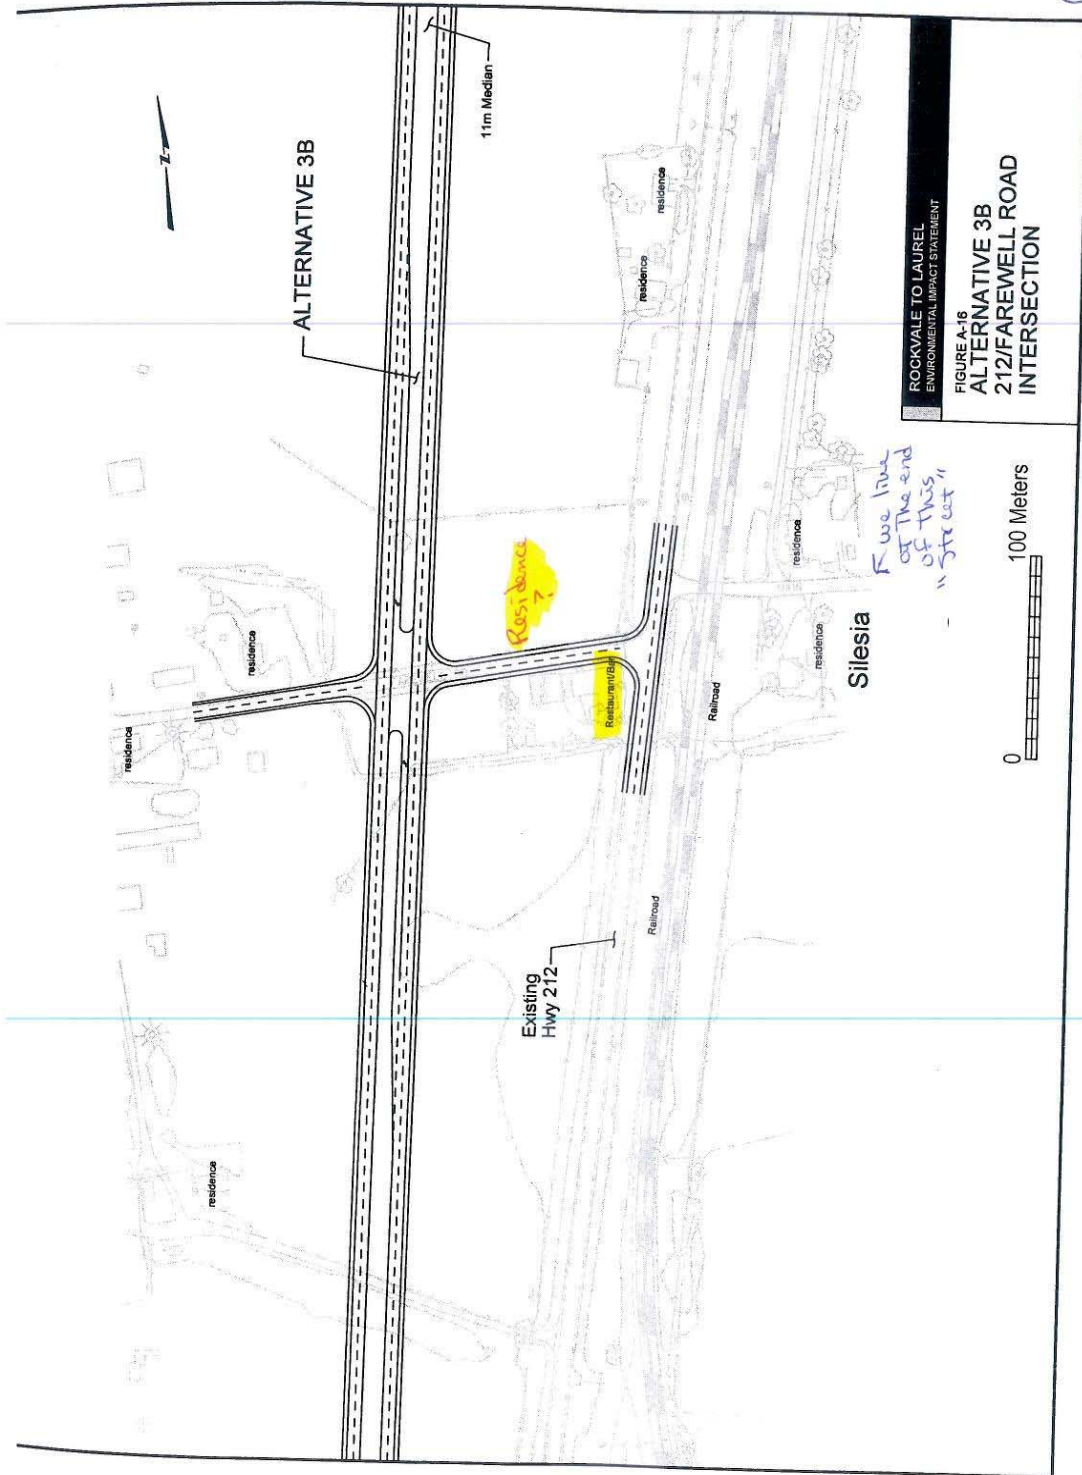 N
ALTERNATIVE 3B
11m Median
residence
residence
residence
residence
Residence
?
Restaurant/Bar
residence
residence
Silesia
Railroad
Existing
Hwy 212
Railroad
residence
we live
at the end
of this
"street"
0
100 Meters
ROCKVALE TO LAUREL
ENVIRONMENTAL IMPACT STATEMENT
FIGURE A-16
ALTERNATIVE 3B
212/FAREWELL ROAD
INTERSECTION